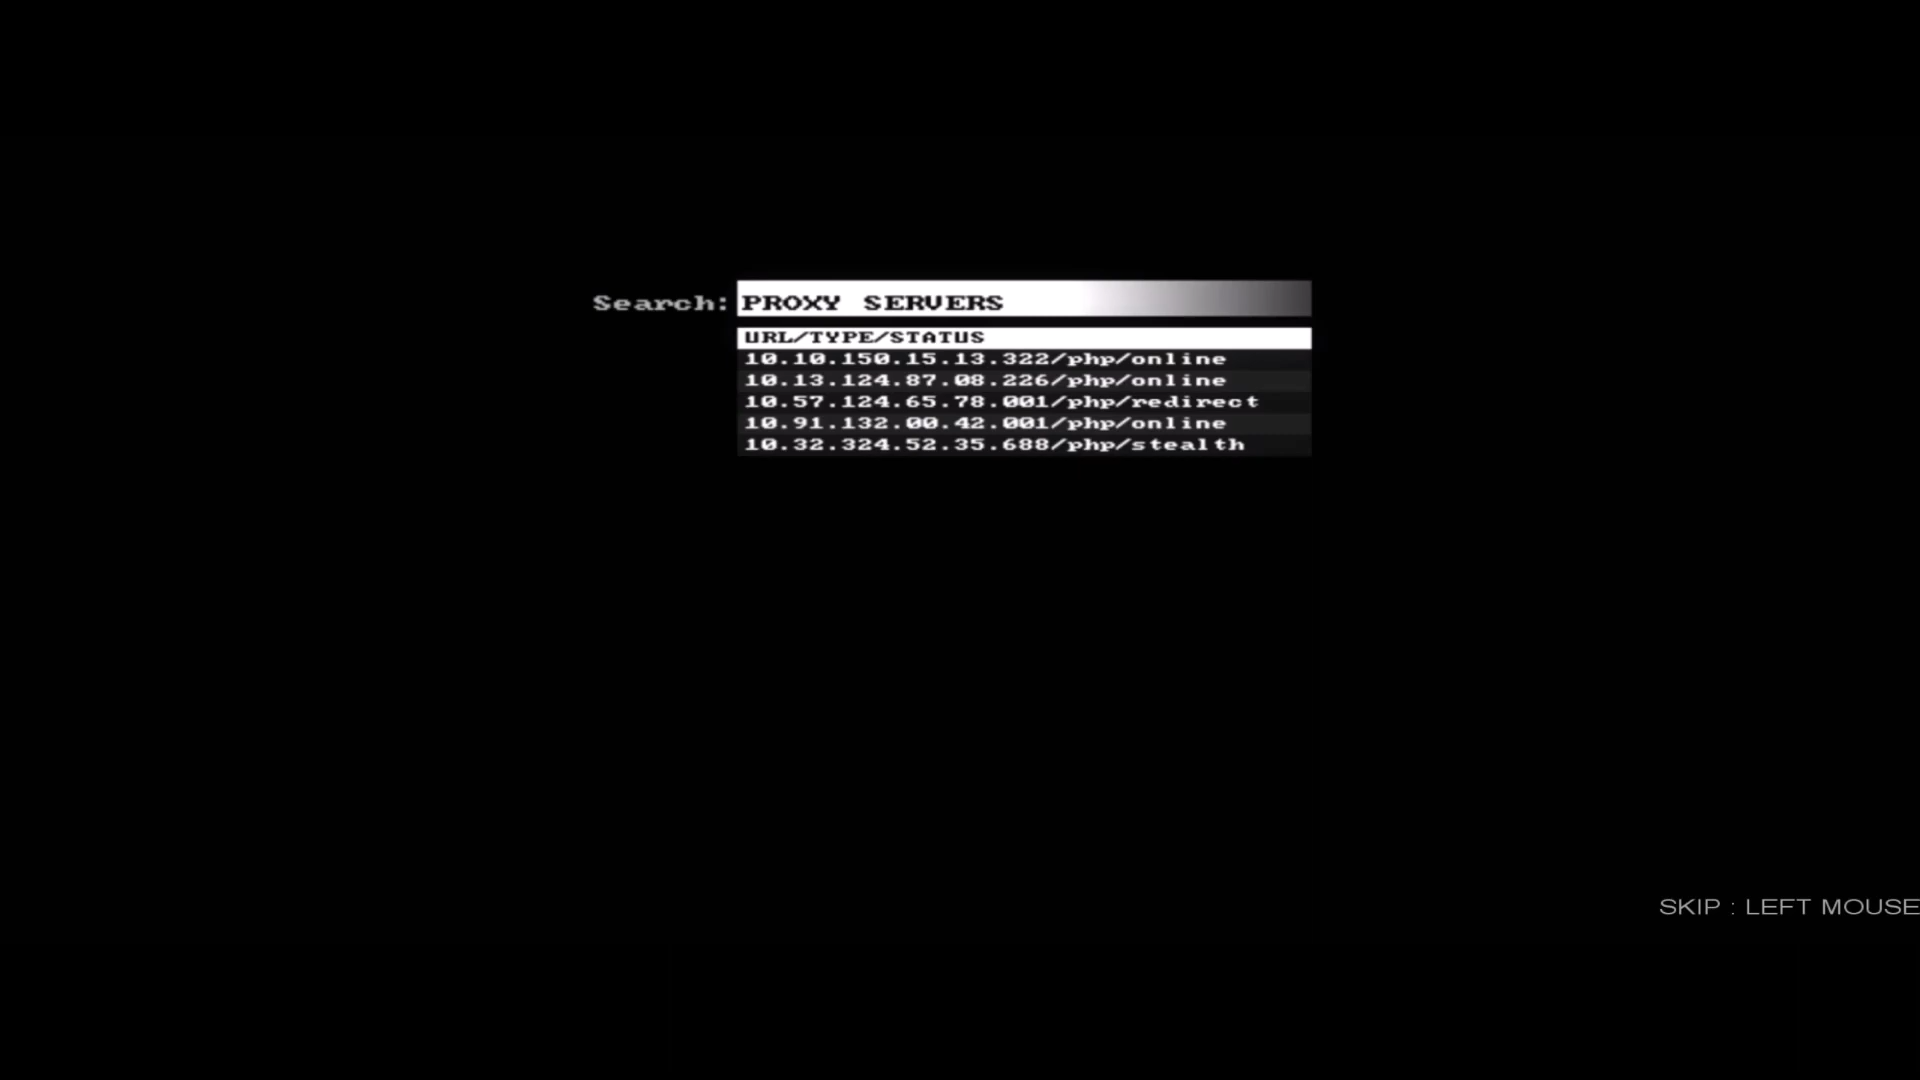 Search: PROXY SERVERS
URL/TYPE/STATUS
10.10.150.15.13.322/php/online
10.13.124.87.08.226/php/online
10.57.124.65.78.001/php/redirect
10.91.132.00.42.001/php/online
10.32.324.52.35.688/php/stealth
SKIP : LEFT MOUSE